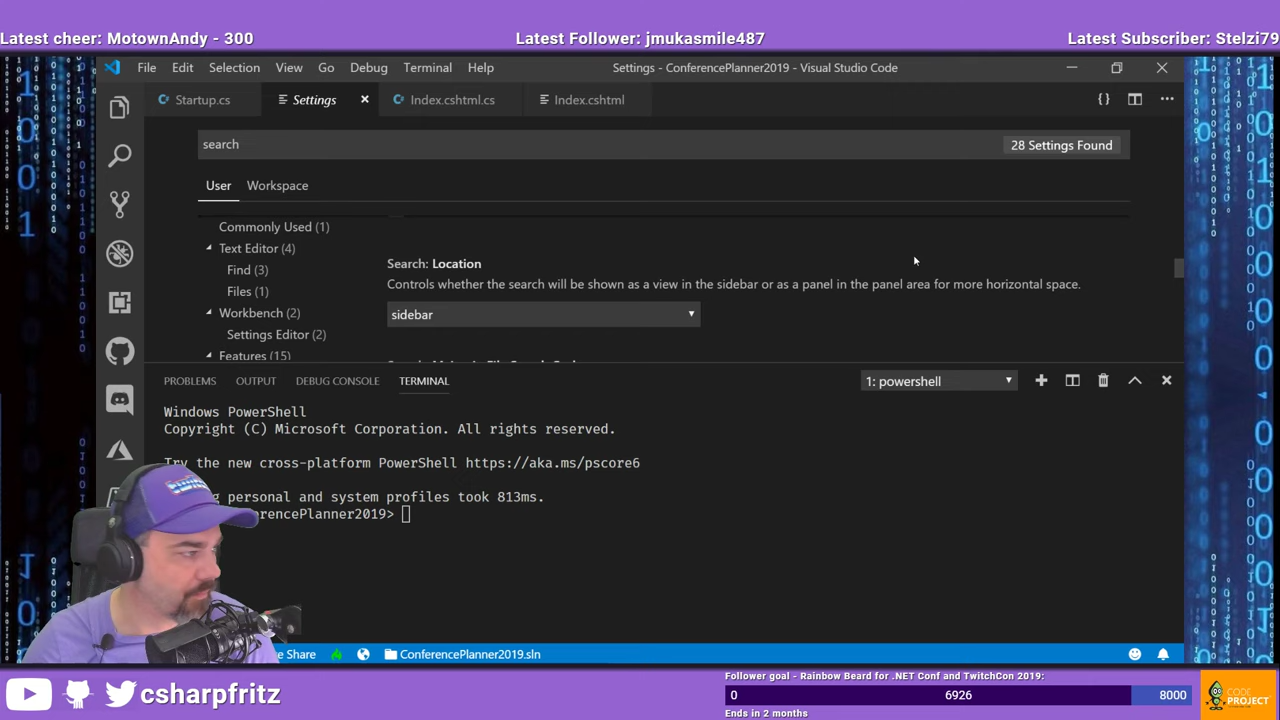 Latest cheer: MotownAndy - 300
Latest Follower: jmukasmile487
Latest Subscriber: Stelzi79
File Edit Selection View Go Debug Terminal Help
Settings - ConferencePlanner2019 - Visual Studio Code
Startup.cs
Settings
Index.cshtml.cs
Index.cshtml
search
28 Settings Found
User
Workspace
Commonly Used (1)
Text Editor (4)
Find (3)
Files (1)
Workbench (2)
Settings Editor (2)
Features (15)
Search: Location
Controls whether the search will be shown as a view in the sidebar or as a panel in the panel area for more horizontal space.
sidebar
PROBLEMS
OUTPUT
DEBUG CONSOLE
TERMINAL
1: powershell
Windows PowerShell
Copyright (C) Microsoft Corporation. All rights reserved.
Try the new cross-platform PowerShell https://aka.ms/pscore6
personal and system profiles took 813ms.
erencePlanner2019>
e Share
ConferencePlanner2019.sln
csharpfritz
Follower goal - Rainbow Beard for .NET Conf and TwitchCon 2019:
0
6926
8000
Ends in 2 months
CODE
PROJECT